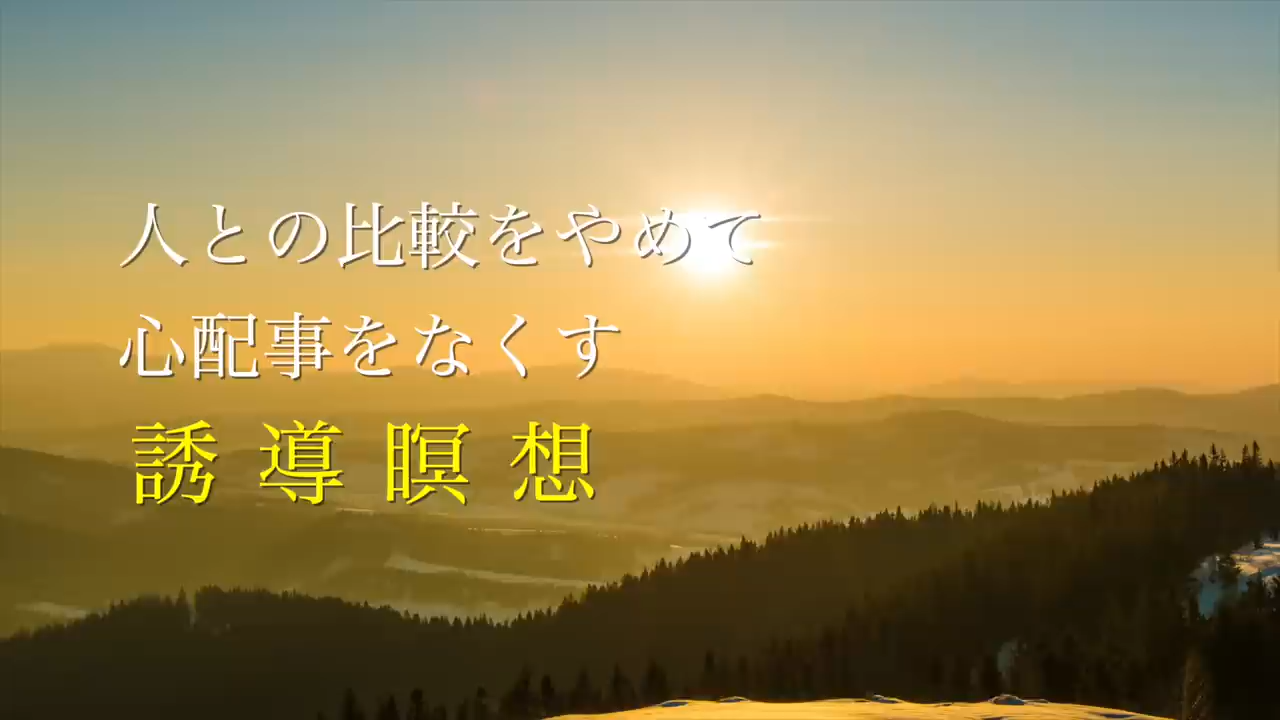 人との比較をやめて
心配事をなくす
誘導瞑想